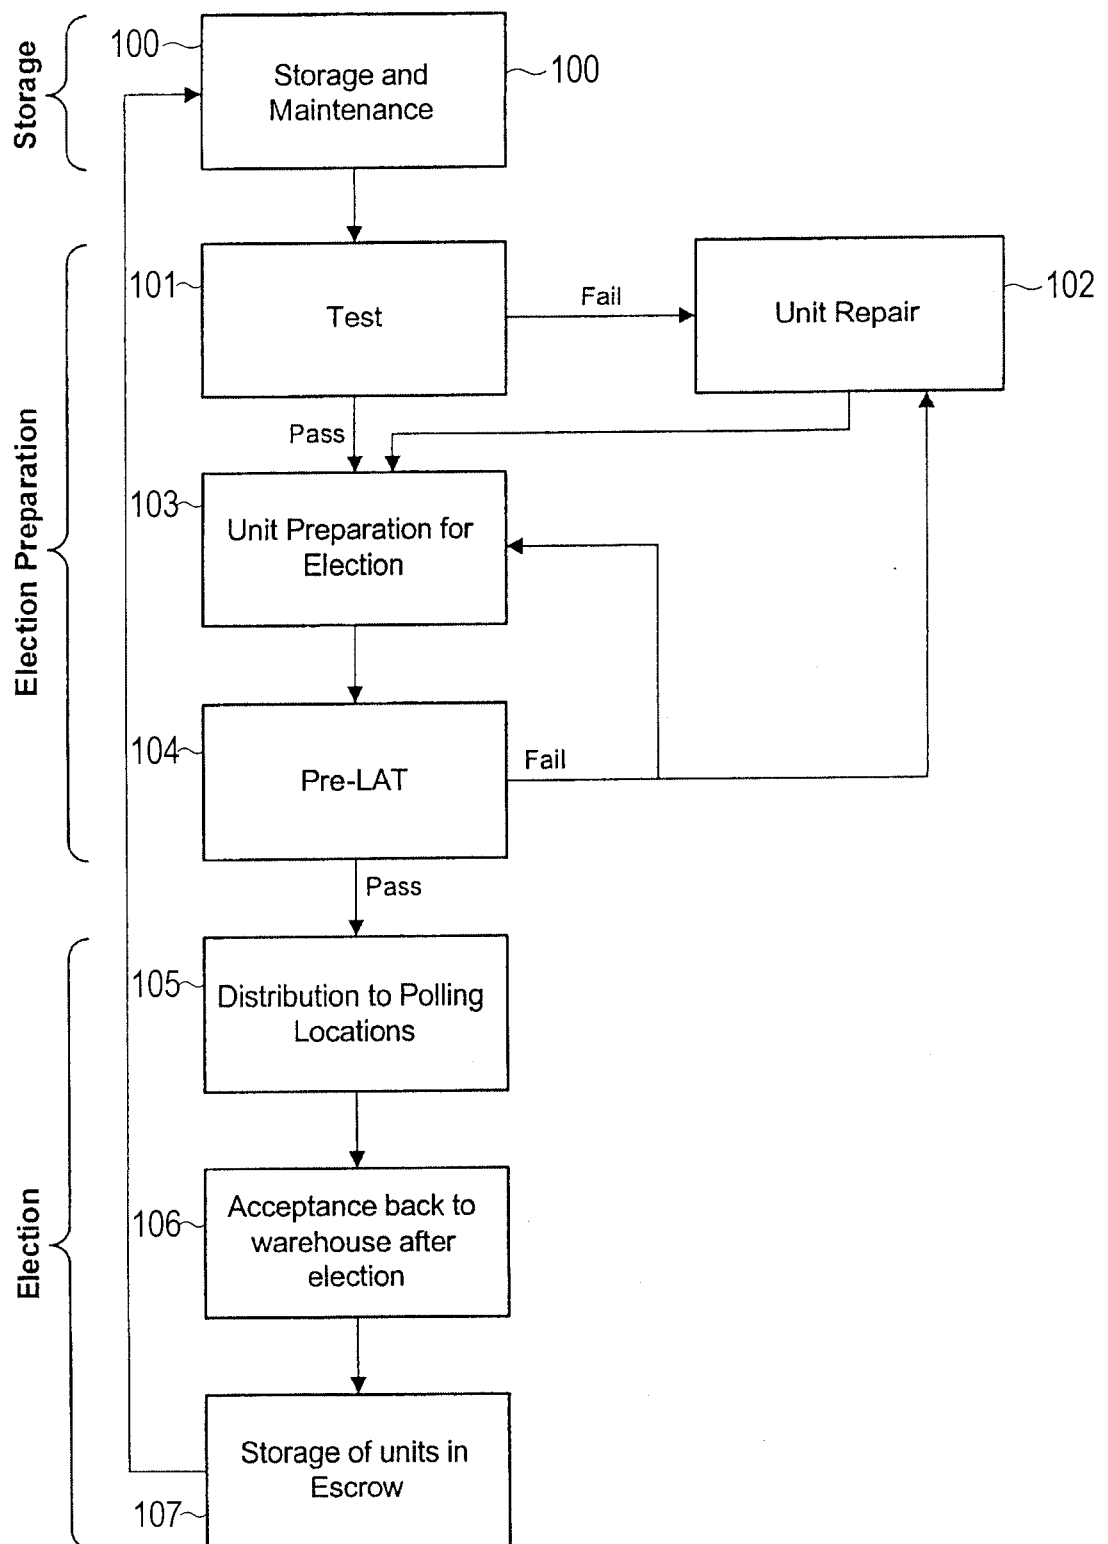 Storage
100
Storage and
Maintenance
100
Election Preparation
101
Test
Fail
Unit Repair
102
Pass
103
Unit Preparation for
Election
104
Pre-LAT
Fail
Pass
Election
105
Distribution to Polling
Locations
106
Acceptance back to
warehouse after
election
Storage of units in
Escrow
107